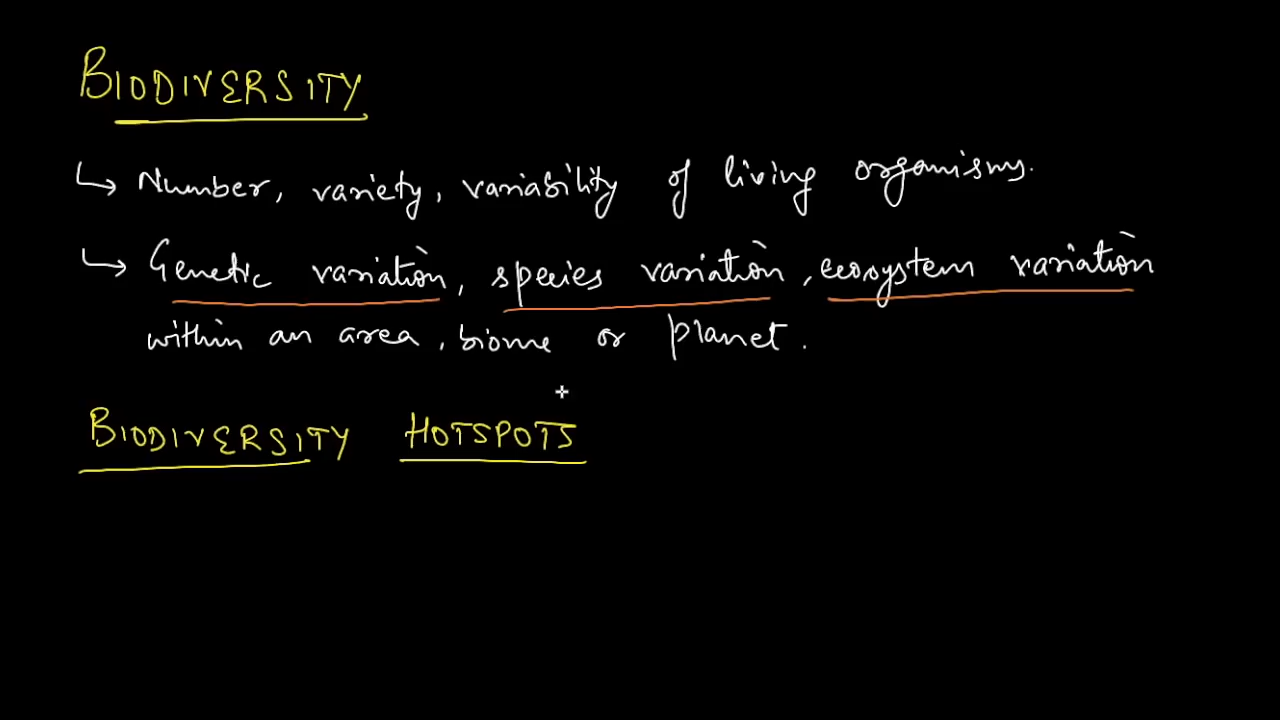 BIODIVERSITY
↳ Number, variety, variability of living organisms.
↳ Genetic variation, species variation, ecosystem variation
within an area, biome or planet.
BIODIVERSITY HOTSPOTS